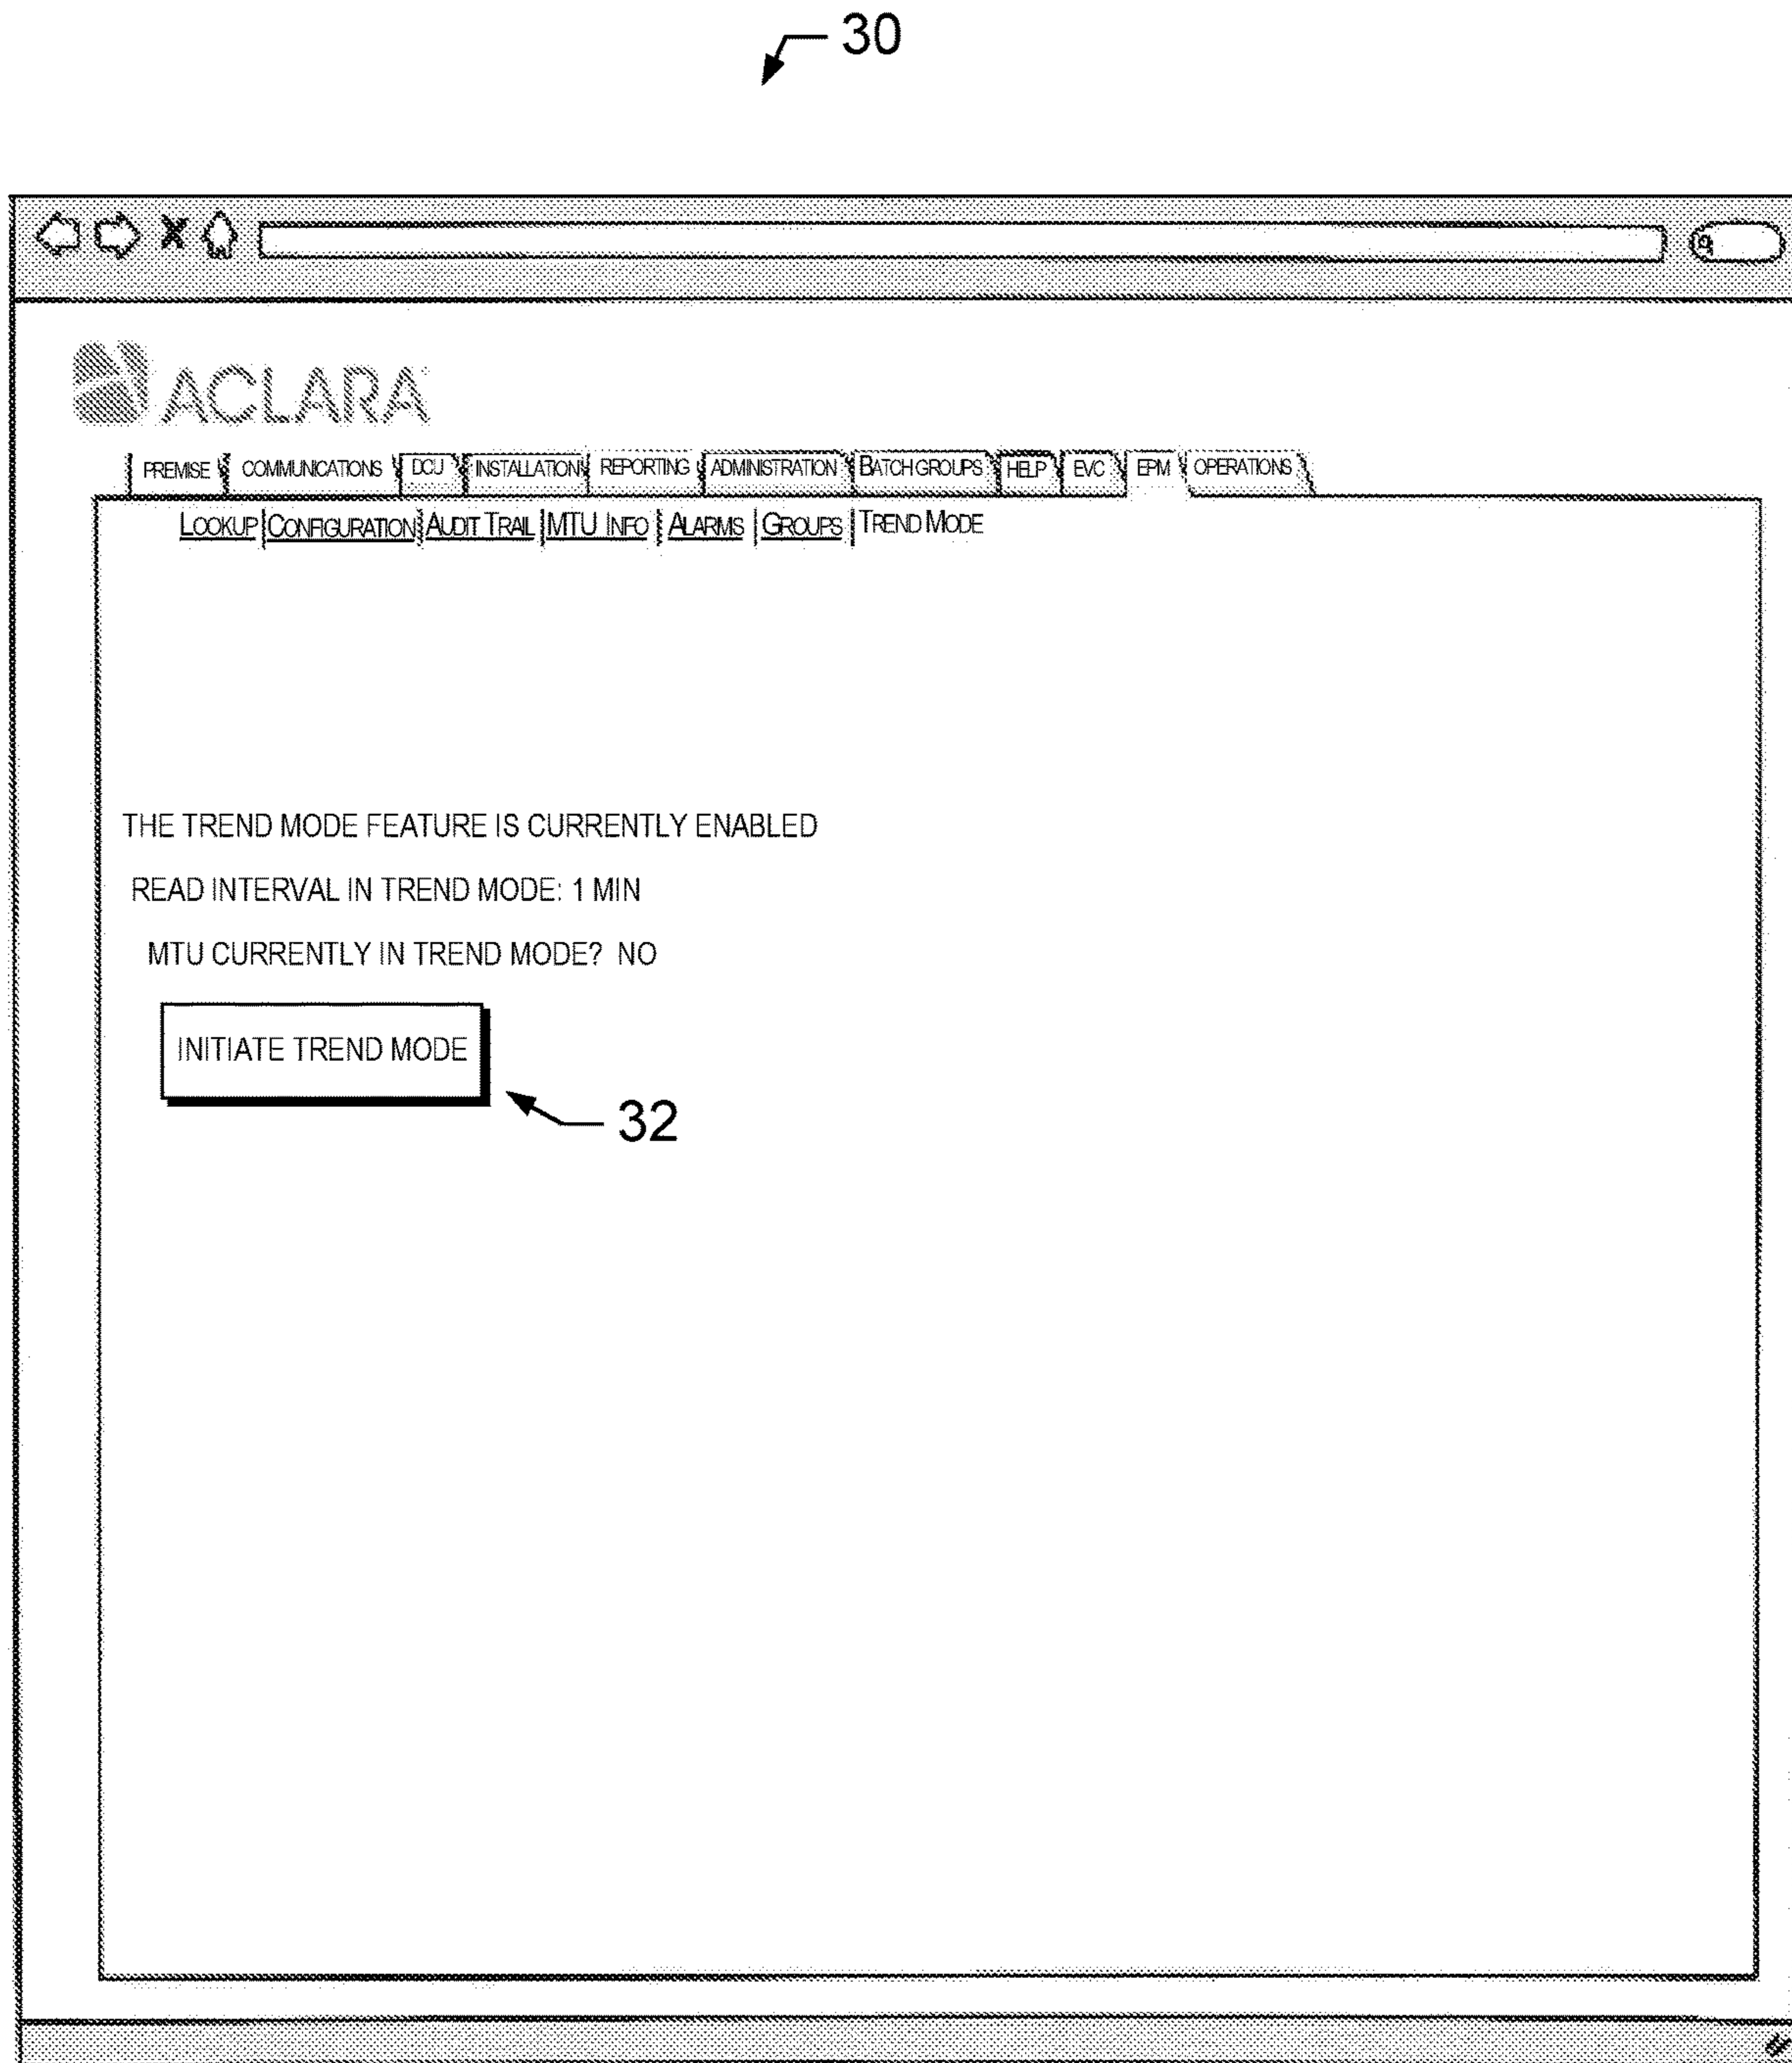 30
ACLARA
PREMISE COMMUNICATIONS DCU INSTALLATION REPORTING ADMINISTRATION BATCH GROUPS HELP EVC EPM OPERATIONS
LOOKUP | CONFIGURATION | AUDIT TRAIL | MTU INFO | ALARMS | GROUPS | TREND MODE
THE TREND MODE FEATURE IS CURRENTLY ENABLED
READ INTERVAL IN TREND MODE: 1 MIN
MTU CURRENTLY IN TREND MODE? NO
INITIATE TREND MODE
32